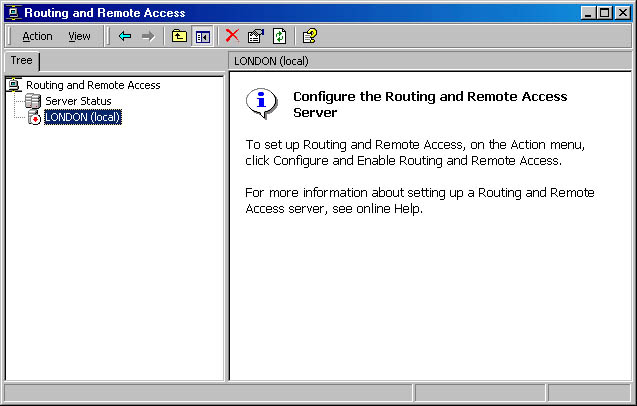 Routing and Remote Access
Action View
Tree
LONDON (local)
Routing and Remote Access
Server Status
LONDON (local)
Configure the Routing and Remote Access
Server
To set up Routing and Remote Access, on the Action menu,
click Configure and Enable Routing and Remote Access.
For more information about setting up a Routing and Remote
Access server, see online Help.